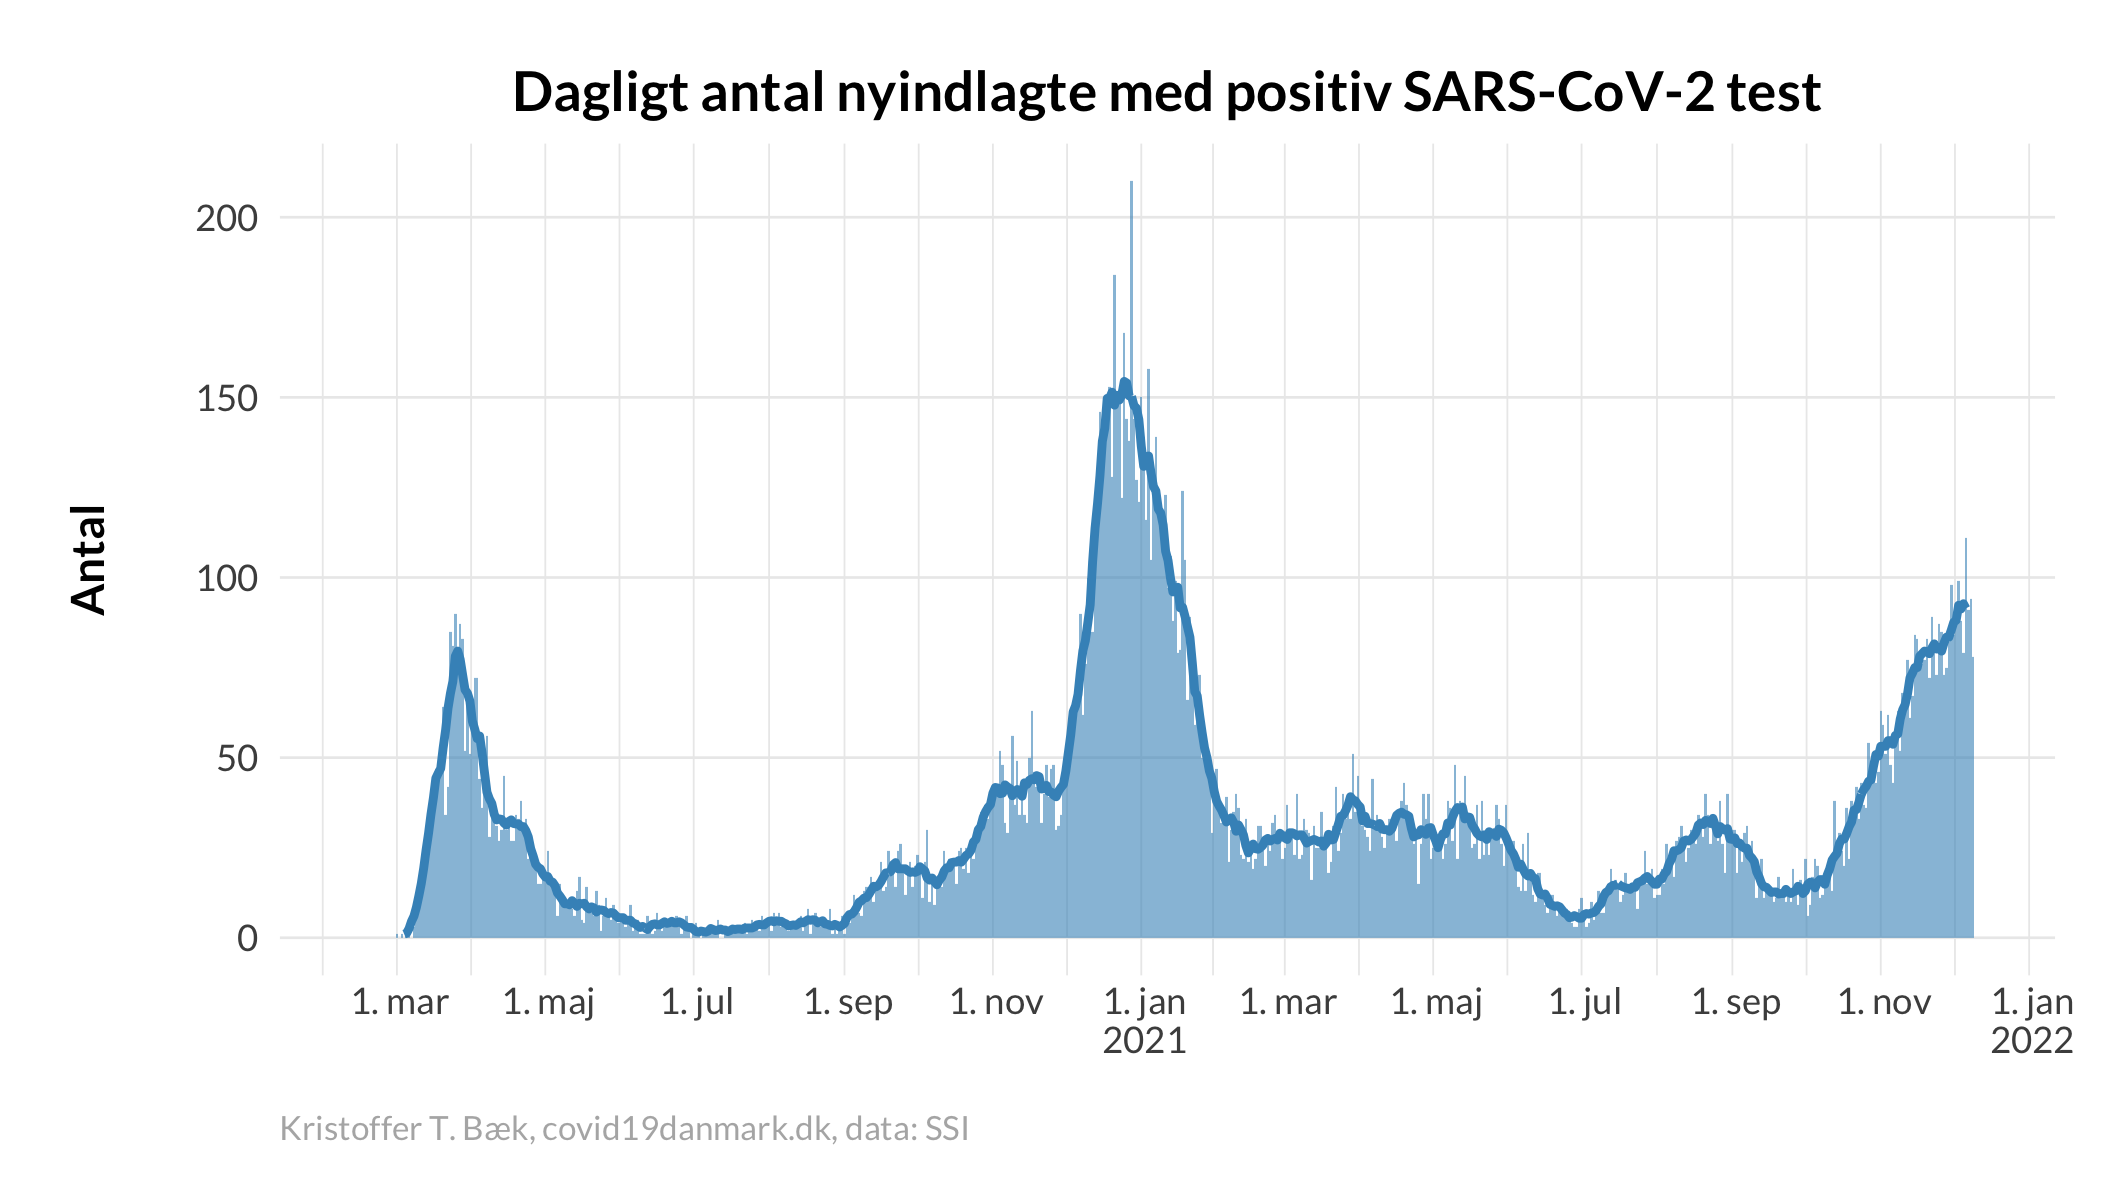 Dagligt antal nyindlagte med positiv SARS-CoV-2 test
Antal
200
150
100
50
0
1. mar 1. maj 1. jul 1. sep 1. nov 1. jan 1. mar 1. maj 1. jul 1. sep 1. nov 1. jan
2021 2022
Kristoffer T. Bæk, covid19danmark.dk, data: SSI